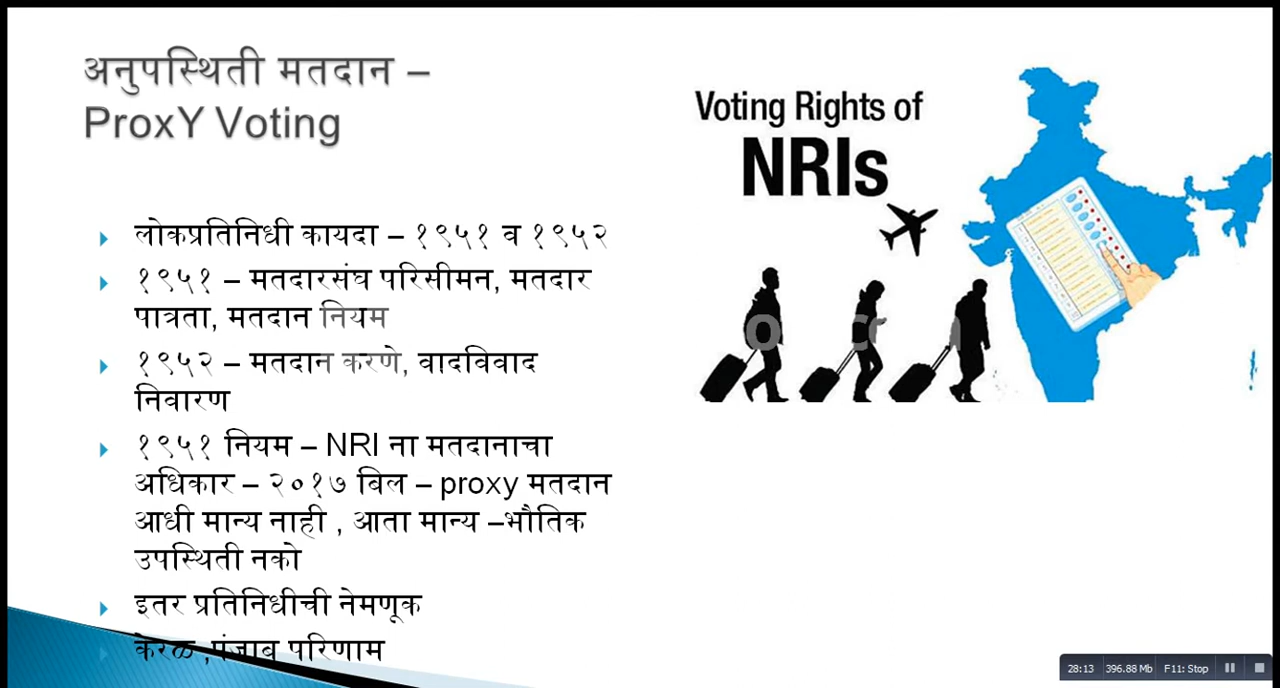 अनुपस्थिती मतदान –
ProxY Voting
लोकप्रतिनिधी कायदा – १९५१ व १९५२
१९५१ – मतदारसंघ परिसीमन, मतदार
पात्रता, मतदान नियम
१९५२ – मतदान करणे, वादविवाद
निवारण
१९५१ नियम – NRI ना मतदानाचा
अधिकार – २०१७ बिल – proxy मतदान
आधी मान्य नाही , आता मान्य –भौतिक
उपस्थिती नको
इतर प्रतिनिधीची नेमणूक
केरळ ,पंजाब परिणाम
Voting Rights of
NRIs
28:13 396.88 Mb F11: Stop